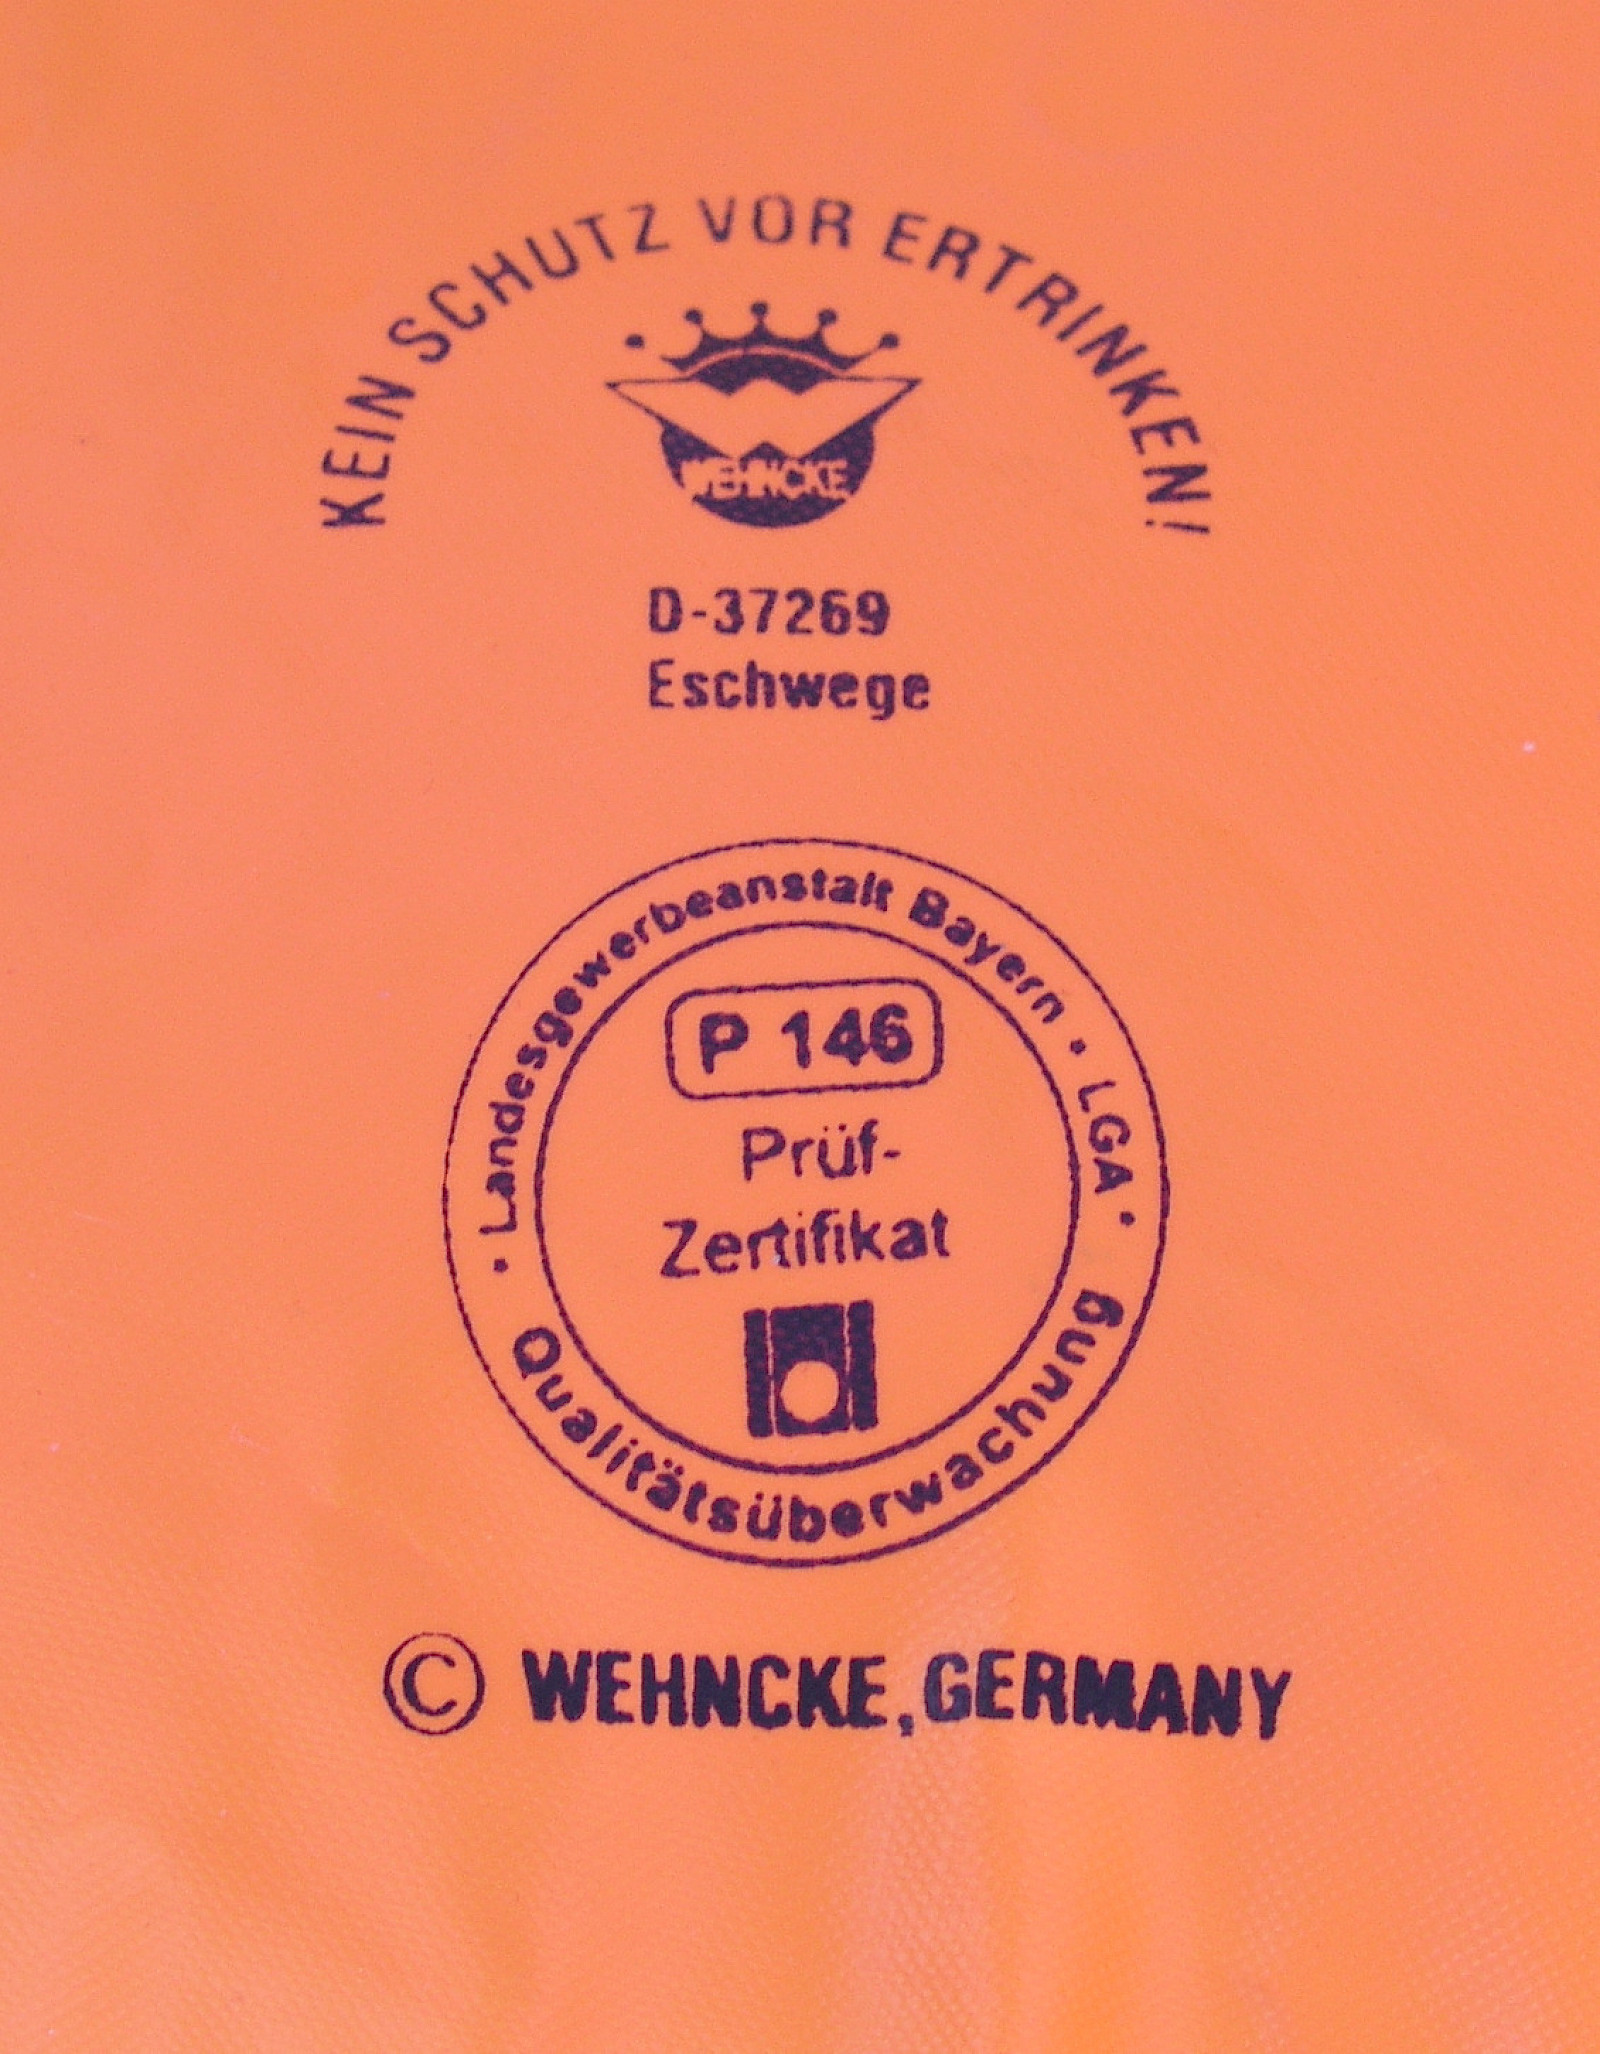 KEIN SCHUTZ VOR ERTRINKEN!
WEHNCKE
D-37269
Eschwege
· Landesgewerbeanstalt Bayern · LGA ·
P 146
Prüf-
Zertifikat
Qualitätsüberwachung
© WEHNCKE, GERMANY